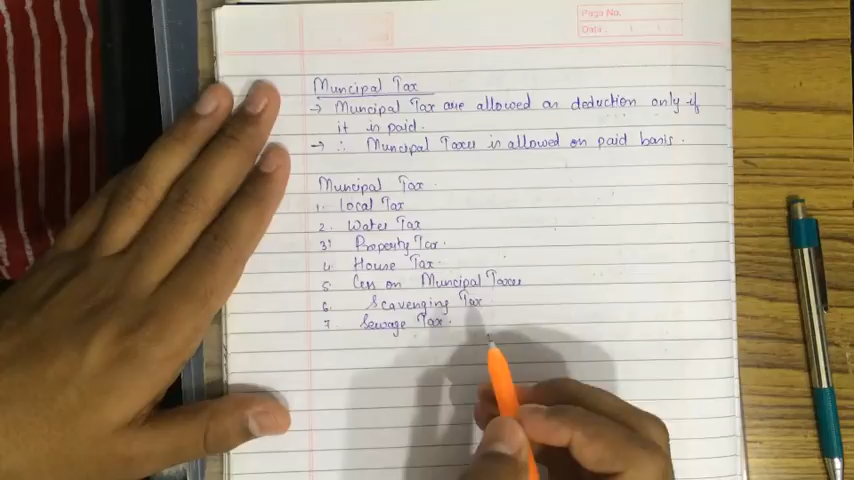 Page No.
Date
Muncipal Tax
→ Muncipal Tax are allowed as deduction only if
it is paid.
→ ∴ Muncipal Taxes is allowed on paid basis.
Muncipal Tax.
1. Local Tax
2. Water Tax
3. Property Tax.
4. House Tax.
5. Cess on Muncipal Taxes
6. Scavenging Tax
7. Sewage Tax.